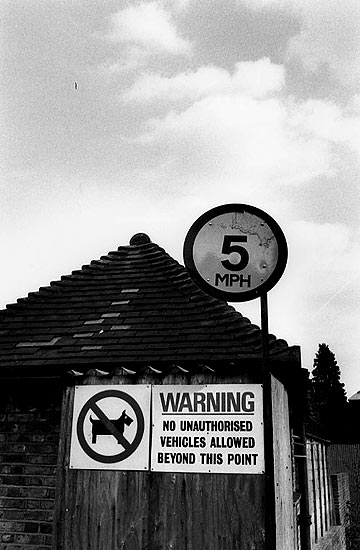 5
MPH
WARNING
NO UNAUTHORISED
VEHICLES ALLOWED
BEYOND THIS POINT